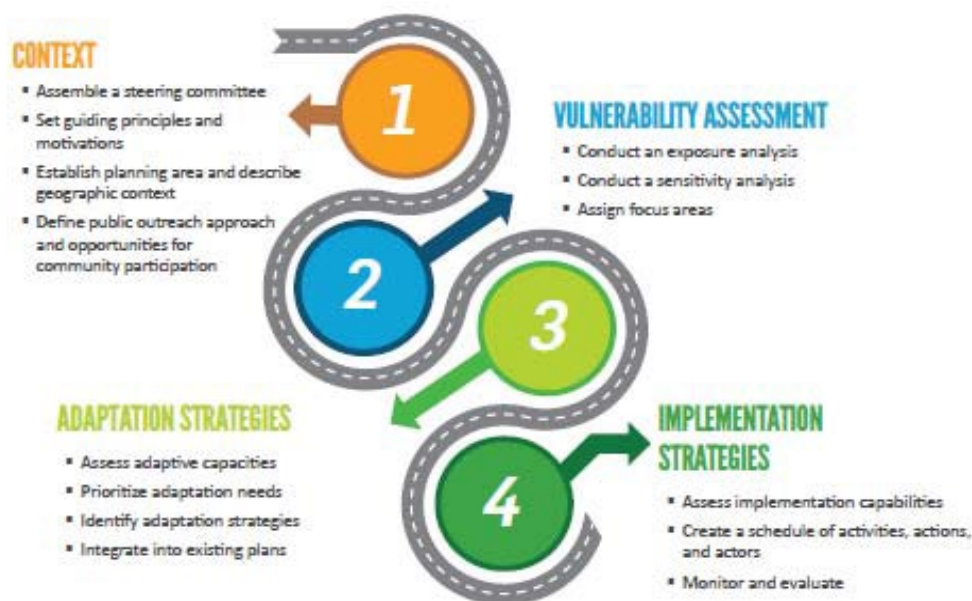 CONTEXT
▪ Assemble a steering committee
▪ Set guiding principles and
motivations
▪ Establish planning area and describe
geographic context
▪ Define public outreach approach
and opportunities for
community participation
1
VULNERABILITY ASSESSMENT
▪ Conduct an exposure analysis
▪ Conduct a sensitivity analysis
▪ Assign focus areas
2
3
ADAPTATION STRATEGIES
▪ Assess adaptive capacities
▪ Prioritize adaptation needs
▪ Identify adaptation strategies
▪ Integrate into existing plans
4
IMPLEMENTATION
STRATEGIES
▪ Assess implementation capabilities
▪ Create a schedule of activities, actions,
and actors
▪ Monitor and evaluate